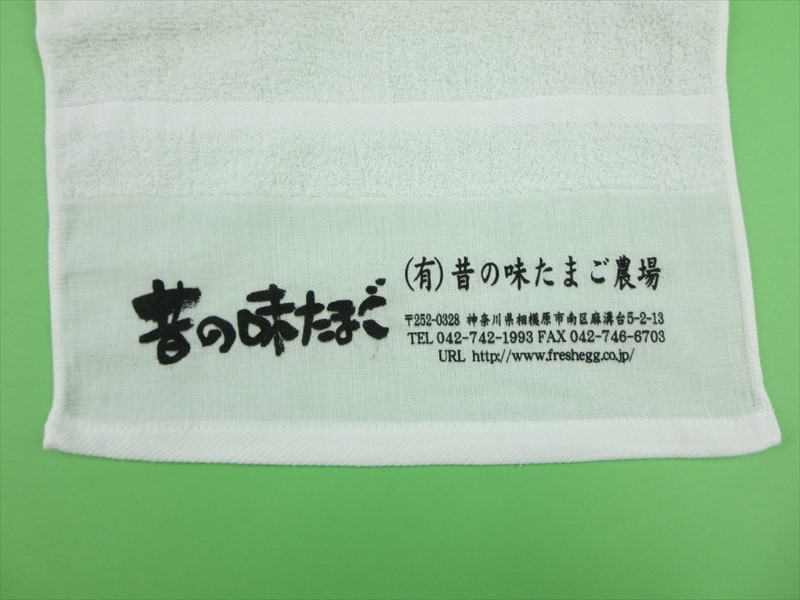 昔の味たまご
(有)昔の味たまご農場
〒252-0328 神奈川県相模原市南区麻溝台5-2-13
TEL 042-742-1993 FAX 042-746-6703
URL http://www.freshegg.co.jp/